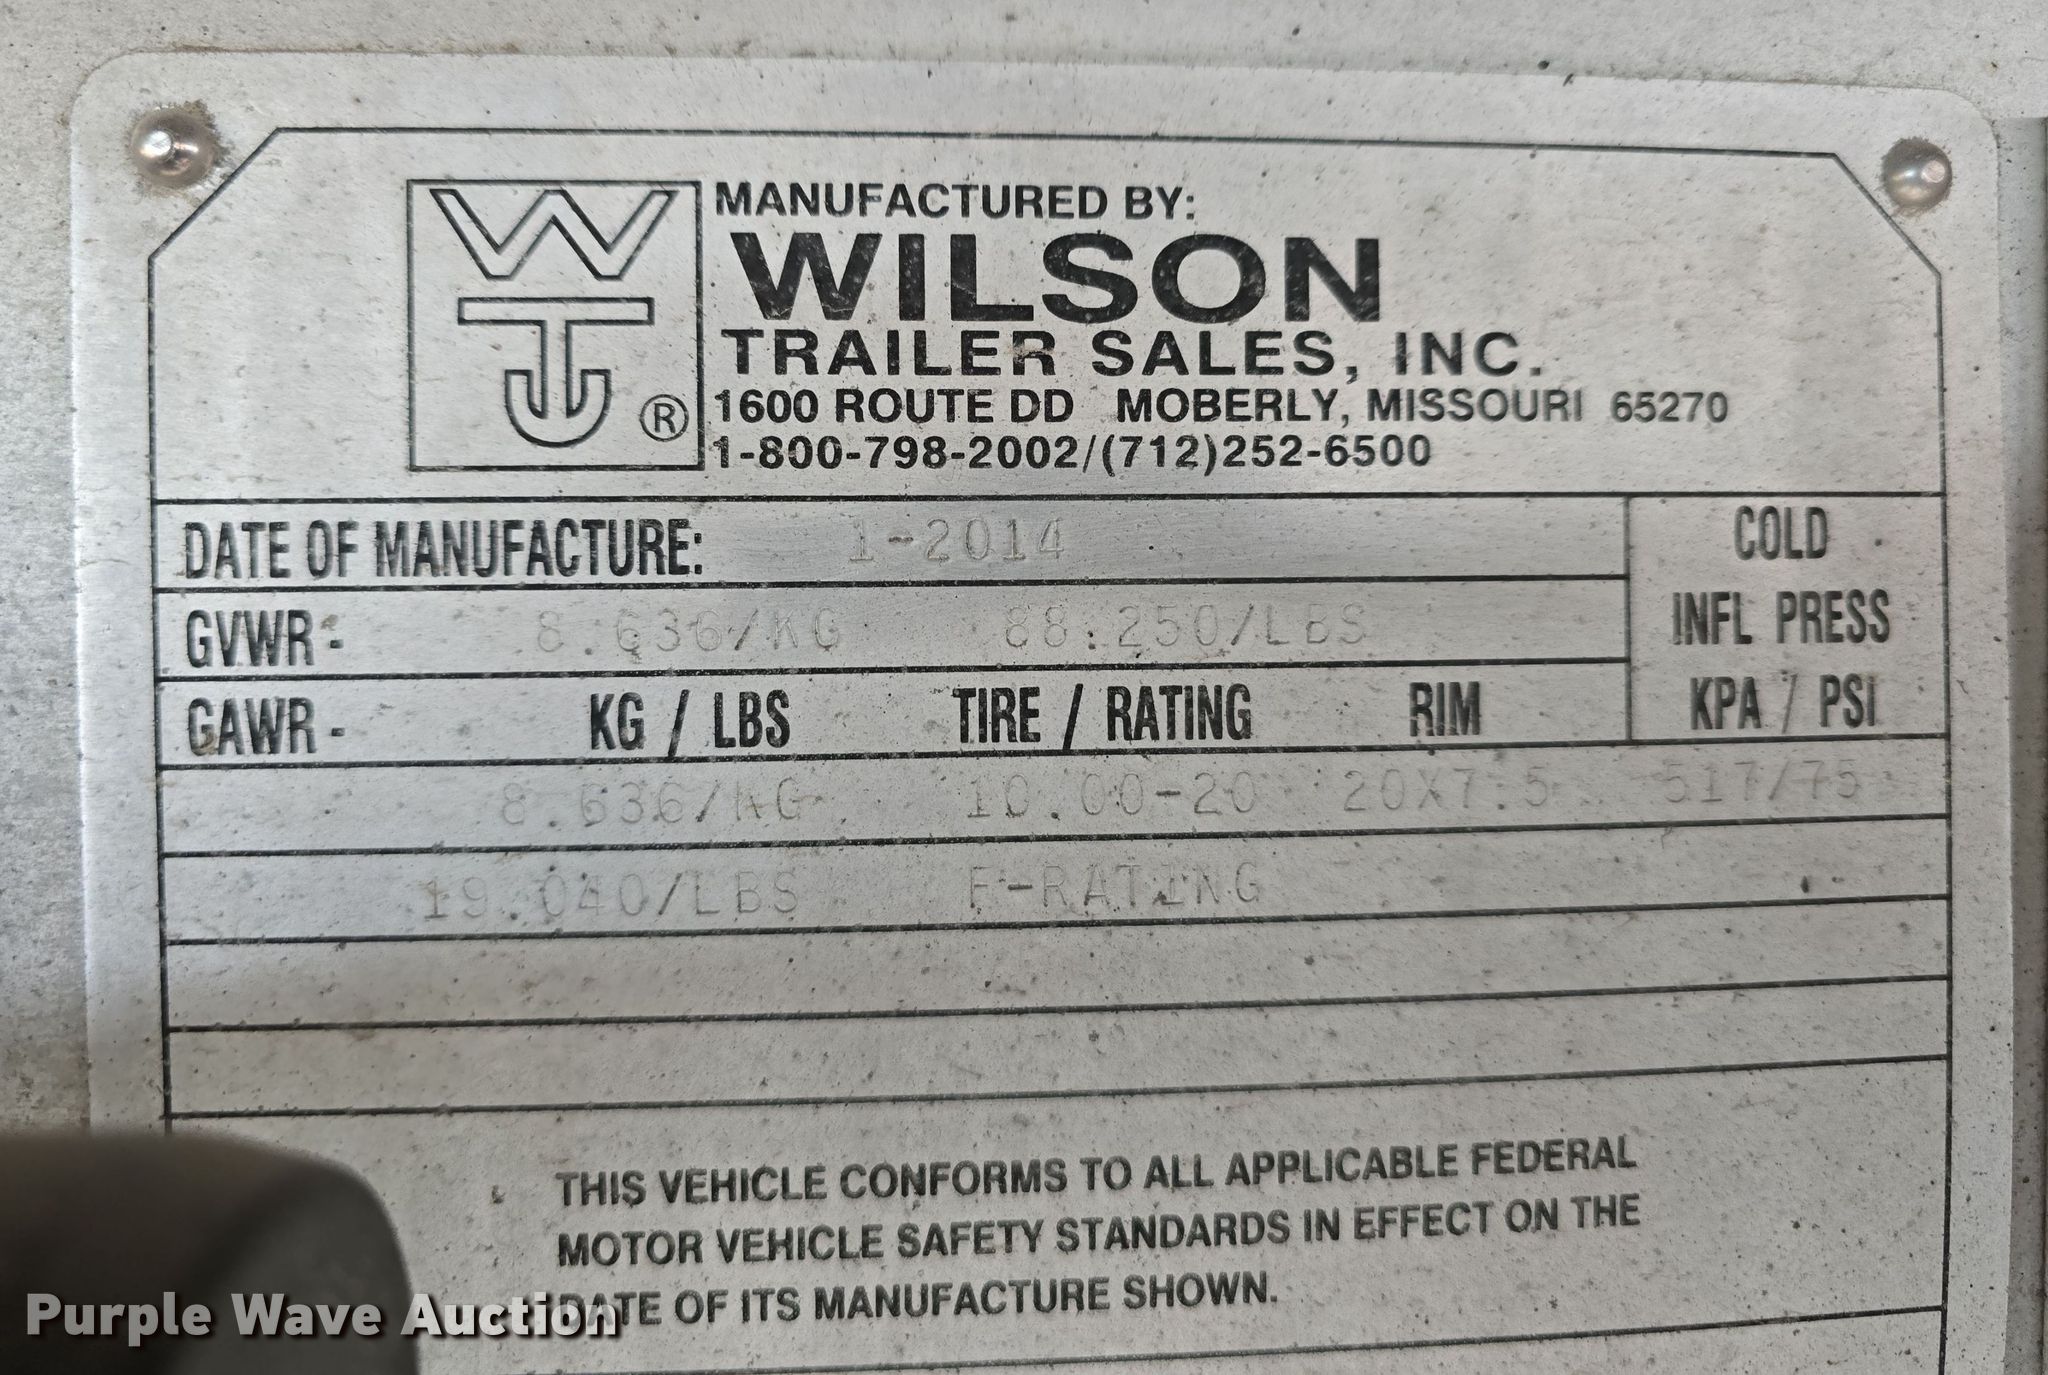 WTJ
®
MANUFACTURED BY:
WILSON
TRAILER SALES, INC.
1600 ROUTE DD MOBERLY, MISSOURI 65270
1-800-798-2002/(712)252-6500
DATE OF MANUFACTURE: 1-2014
COLD
INFL PRESS
KPA / PSI
GVWR- 8.636/KG 88.250/LBS
GAWR- KG / LBS TIRE / RATING RIM
8.636/KG 10.00-20 20X7.5 517/75
19.040/LBS F-RATING
THIS VEHICLE CONFORMS TO ALL APPLICABLE FEDERAL
MOTOR VEHICLE SAFETY STANDARDS IN EFFECT ON THE
DATE OF ITS MANUFACTURE SHOWN.
Purple Wave Auction